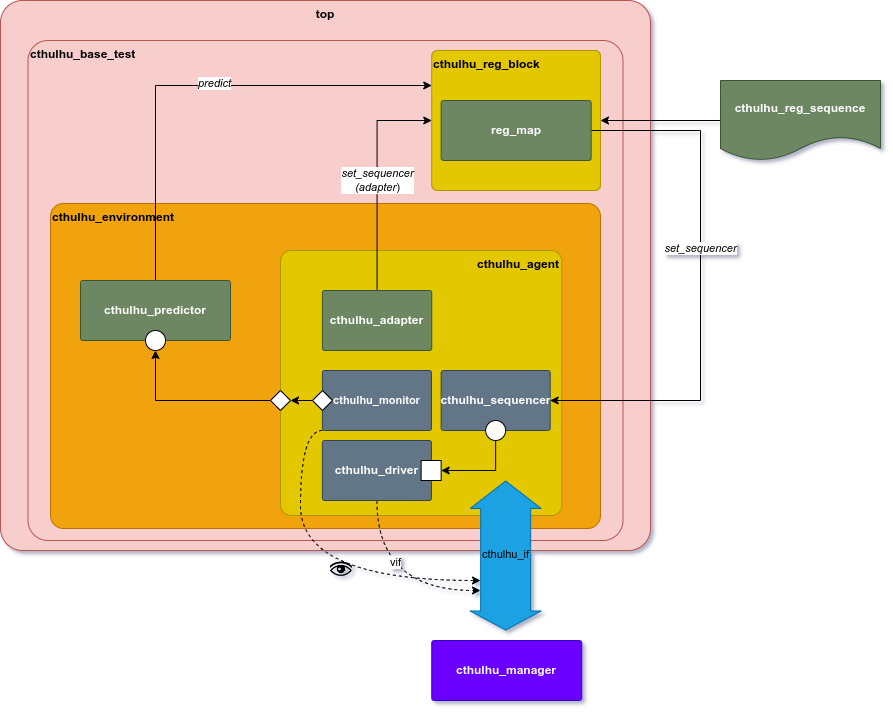 top
cthulhu_base_test
cthulhu_reg_block
predict
cthulhu_reg_sequence
reg_map
set_sequencer
(adapter)
cthulhu_environment
set_sequencer
cthulhu_agent
cthulhu_predictor
cthulhu_adapter
cthulhu_monitor
cthulhu_sequencer
cthulhu_driver
cthulhu_if
vif
cthulhu_manager